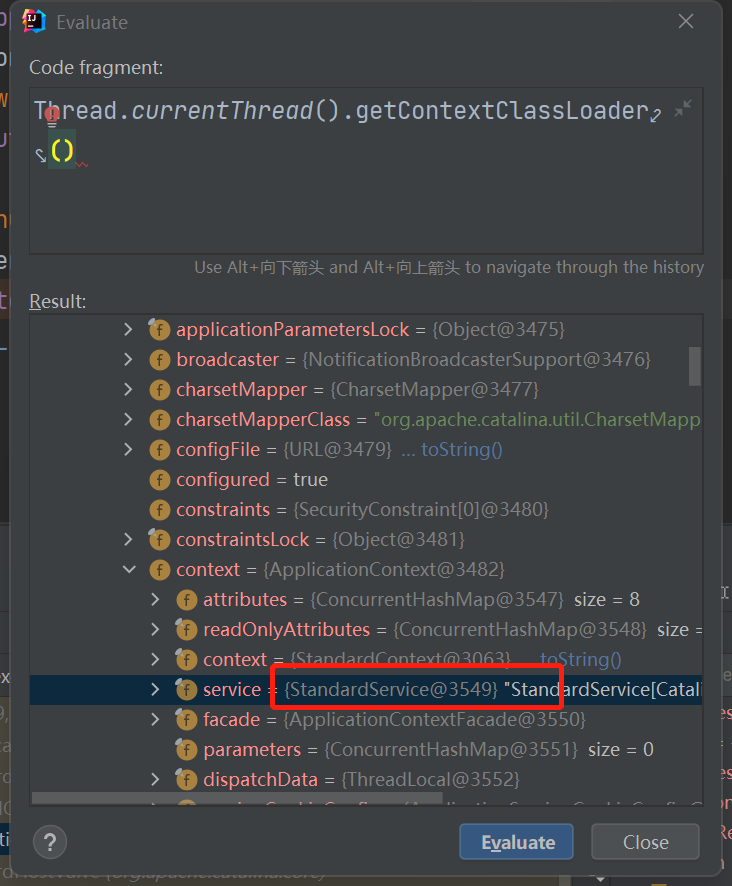 Evaluate
Code fragment:
Thread.currentThread().getContextClassLoader
()
Use Alt+向下箭头 and Alt+向上箭头 to navigate through the history
Result:
applicationParametersLock = {Object@3475}
broadcaster = {NotificationBroadcasterSupport@3476}
charsetMapper = {CharsetMapper@3477}
charsetMapperClass = "org.apache.catalina.util.CharsetMapp
configFile = {URL@3479} ... toString()
configured = true
constraints = {SecurityConstraint[0]@3480}
constraintsLock = {Object@3481}
context = {ApplicationContext@3482}
attributes = {ConcurrentHashMap@3547} size = 8
readOnlyAttributes = {ConcurrentHashMap@3548} size =
context = {StandardContext@3063} ... toString()
service = {StandardService@3549} "StandardService[Catali
facade = {ApplicationContextFacade@3550}
parameters = {ConcurrentHashMap@3551} size = 0
dispatchData = {ThreadLocal@3552}
? Evaluate Close